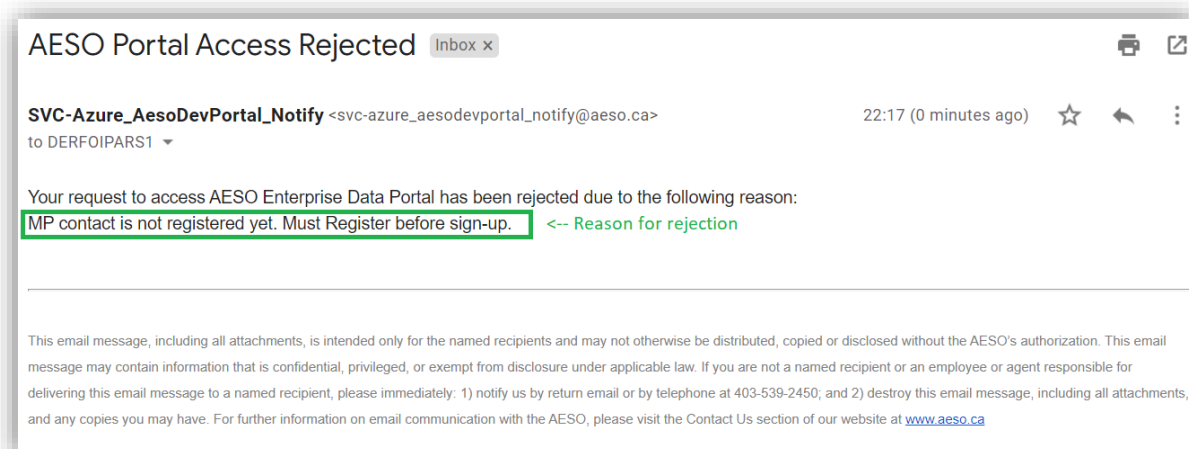 AESO Portal Access Rejected Inbox x
SVC-Azure_AesoDevPortal_Notify <svc-azure_aesodevportal_notify@aeso.ca> 22:17 (0 minutes ago)
to DERFOIPARS1
Your request to access AESO Enterprise Data Portal has been rejected due to the following reason:
MP contact is not registered yet. Must Register before sign-up. <-- Reason for rejection
This email message, including all attachments, is intended only for the named recipients and may not otherwise be distributed, copied or disclosed without the AESO's authorization. This email
message may contain information that is confidential, privileged, or exempt from disclosure under applicable law. If you are not a named recipient or an employee or agent responsible for
delivering this email message to a named recipient, please immediately: 1) notify us by return email or by telephone at 403-539-2450; and 2) destroy this email message, including all attachments,
and any copies you may have. For further information on email communication with the AESO, please visit the Contact Us section of our website at www.aeso.ca